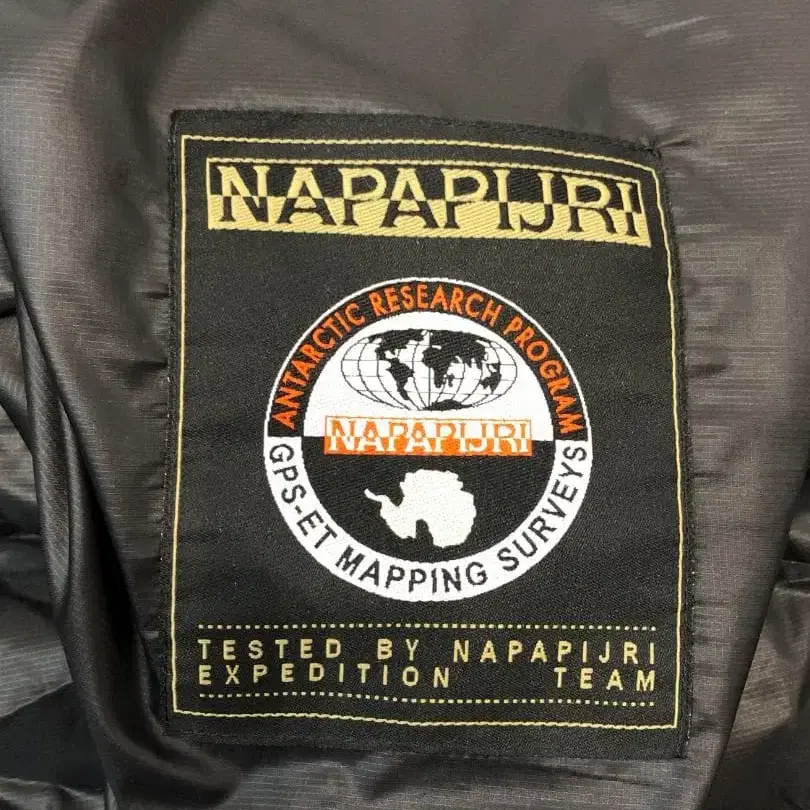 NAPAPIJRI
ANTARCTIC RESEARCH PROGRAM
NAPAPIJRI
GPS-ET MAPPING SURVEYS
TESTED BY NAPAPIJRI
EXPEDITION TEAM